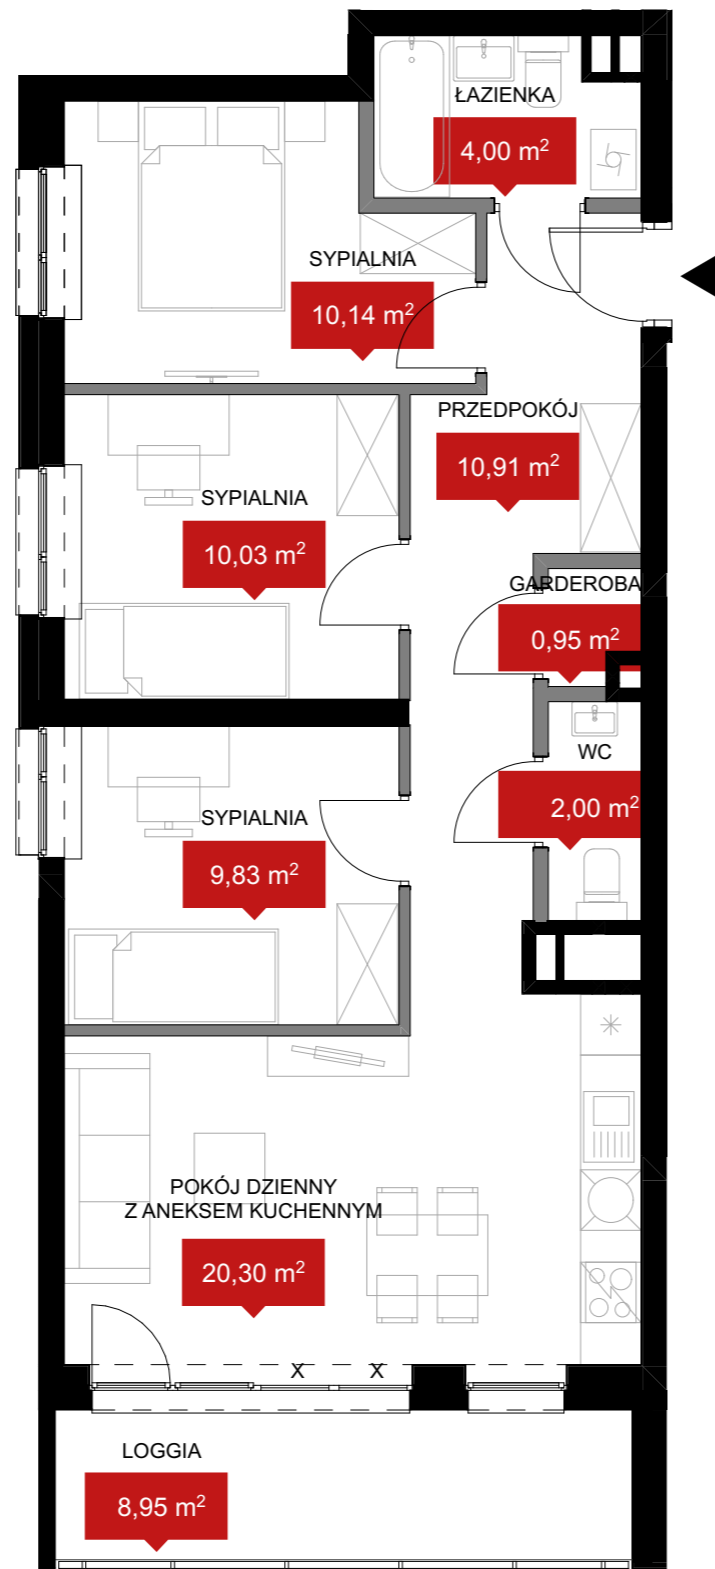 ŁAZIENKA
4,00 m²
SYPIALNIA
10,14 m²
PRZEDPOKÓJ
10,91 m²
SYPIALNIA
10,03 m²
GARDEROBA
0,95 m²
WC
2,00 m²
SYPIALNIA
9,83 m²
POKÓJ DZIENNY
Z ANEKSEM KUCHENNYM
20,30 m²
X X
LOGGIA
8,95 m²